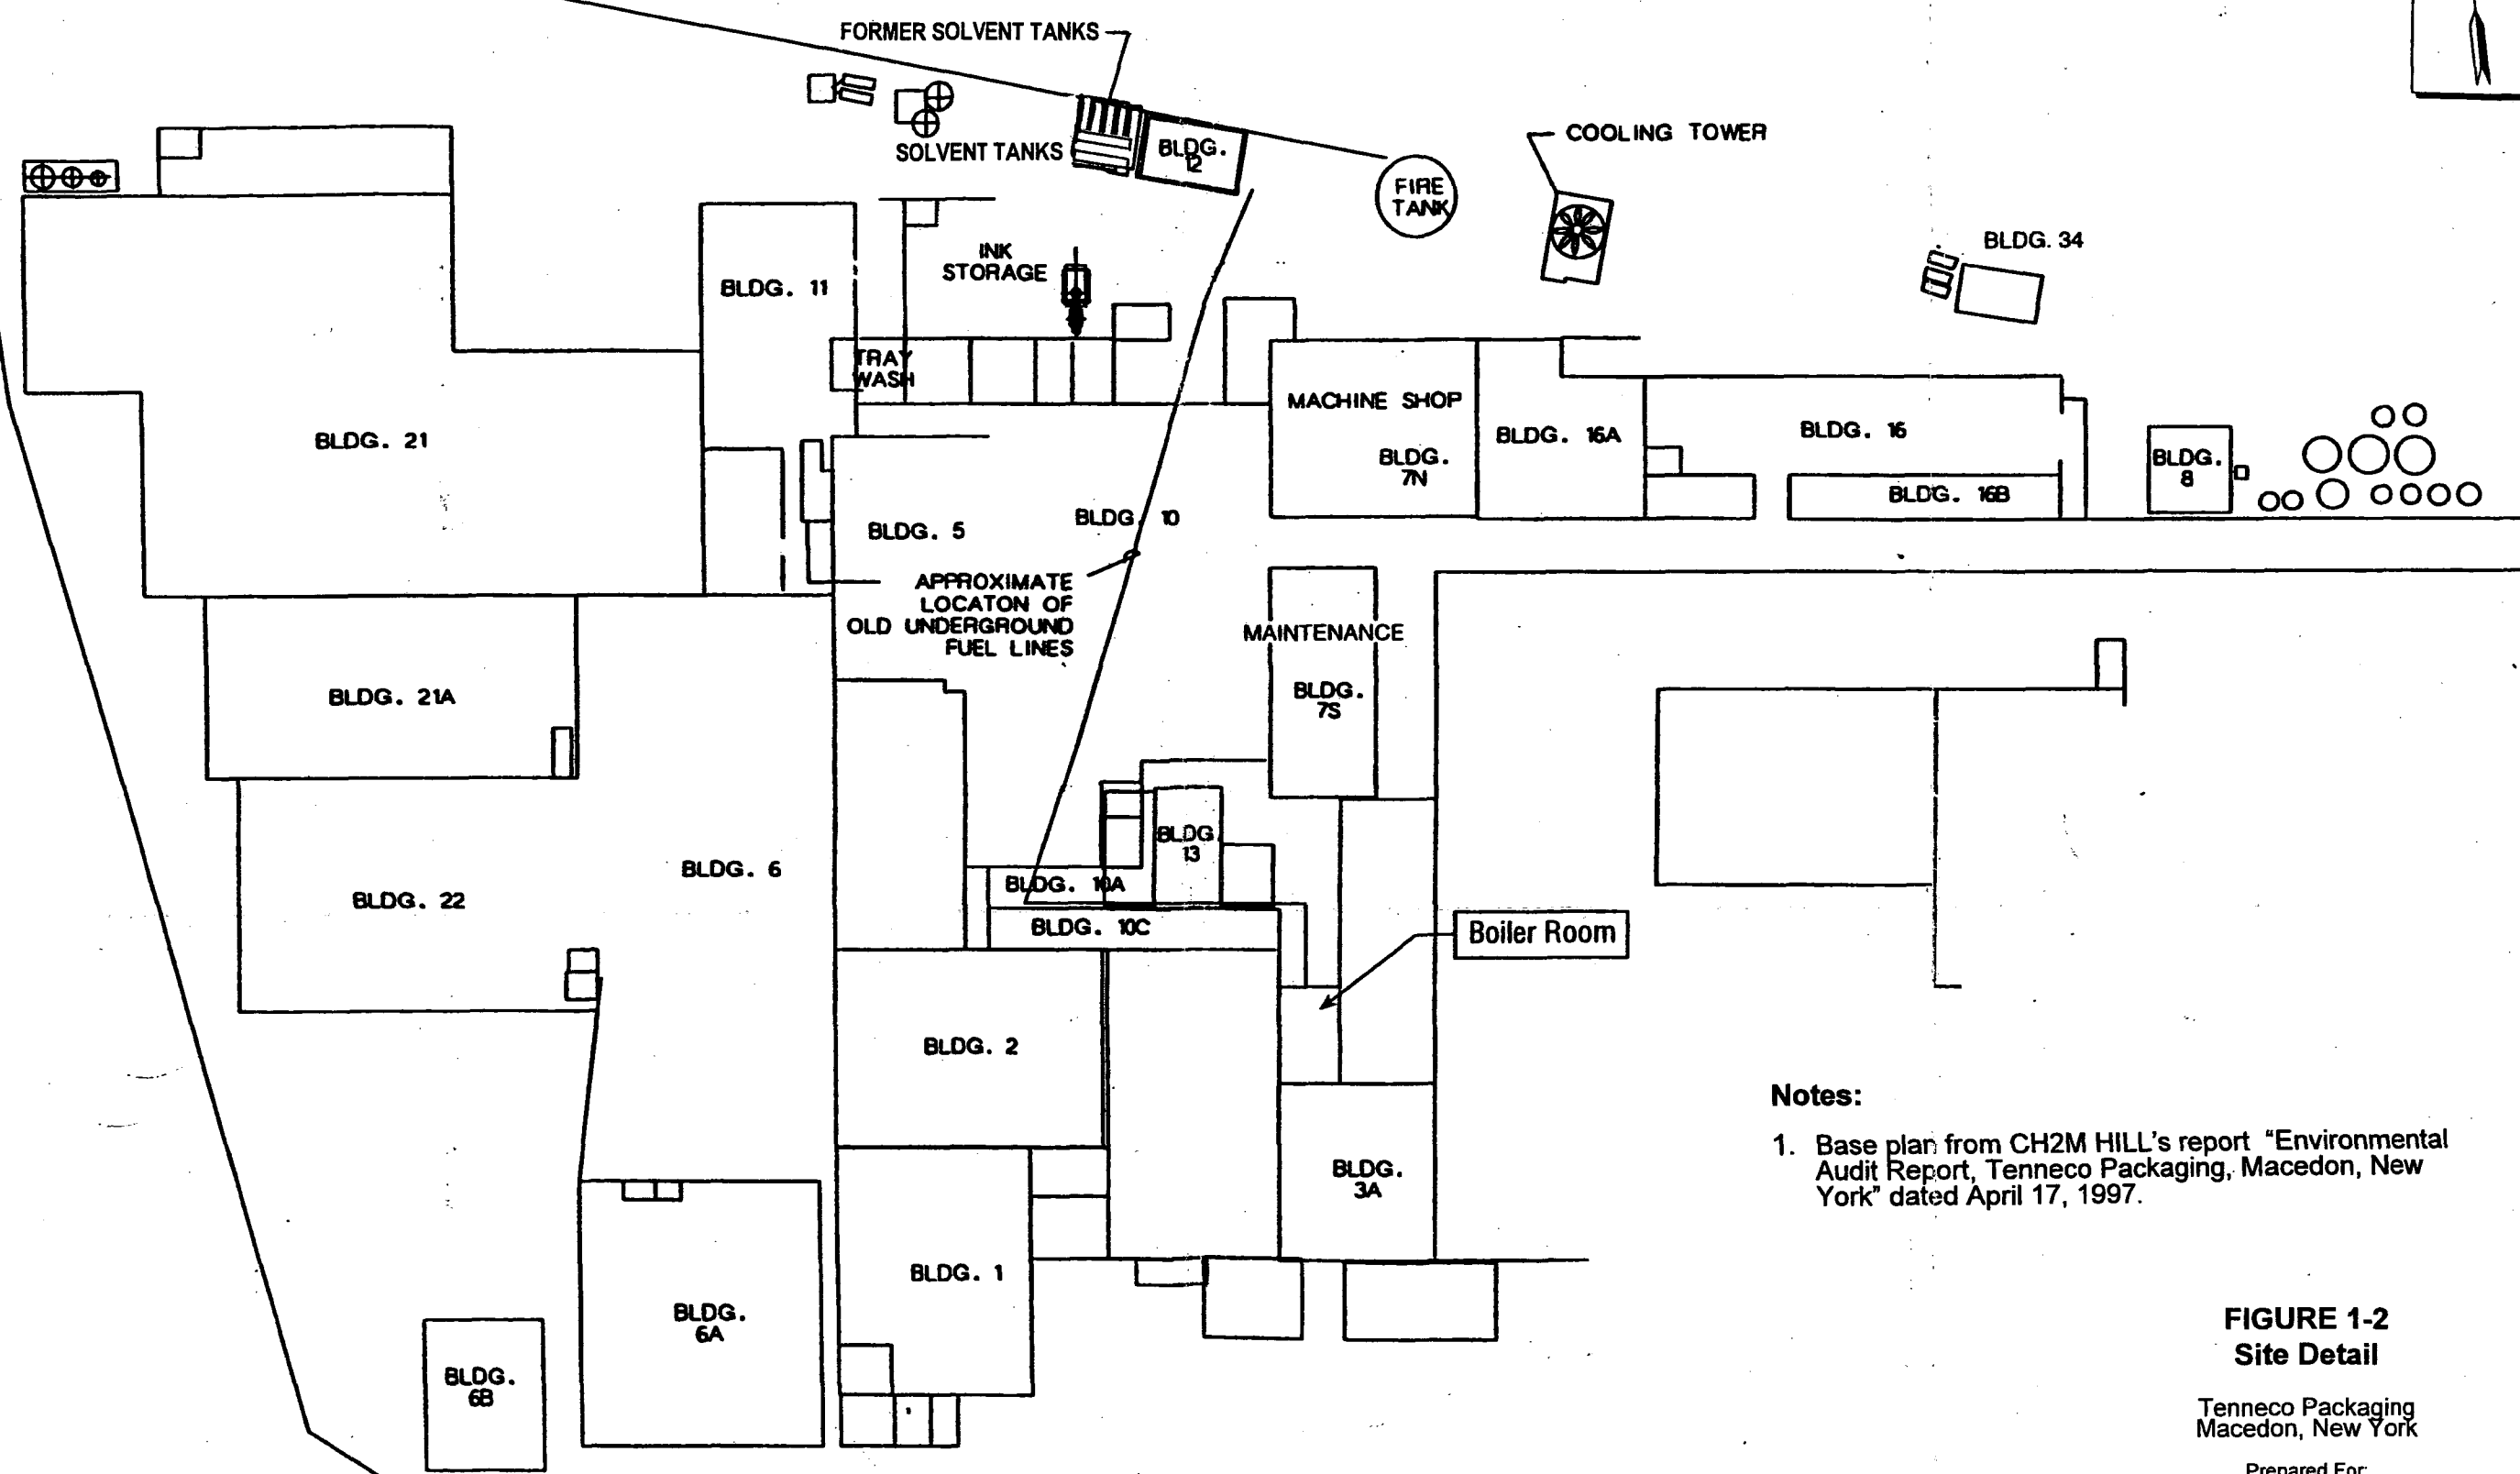 FORMER SOLVENT TANKS
SOLVENT TANKS
BLDG.
12
FIRE
TANK
COOLING TOWER
BLDG. 34
INK
STORAGE
BLDG. 11
TRAY
WASH
MACHINE SHOP
BLDG.
7N
BLDG. 16A
BLDG. 16
BLDG. 16B
BLDG.
8
BLDG. 21
BLDG. 5
BLDG. 10
APPROXIMATE
LOCATON OF
OLD UNDERGROUND
FUEL LINES
MAINTENANCE
BLDG.
7S
BLDG. 21A
BLDG
13
BLDG. 6
BLDG. 10A
BLDG. 22
BLDG. 10C
Boiler Room
BLDG. 2
BLDG.
3A
BLDG. 1
BLDG.
6A
BLDG.
6B
Notes:
1. Base plan from CH2M HILL's report "Environmental
Audit Report, Tenneco Packaging, Macedon, New
York" dated April 17, 1997.
FIGURE 1-2
Site Detail
Tenneco Packaging
Macedon, New York
Prepared For: